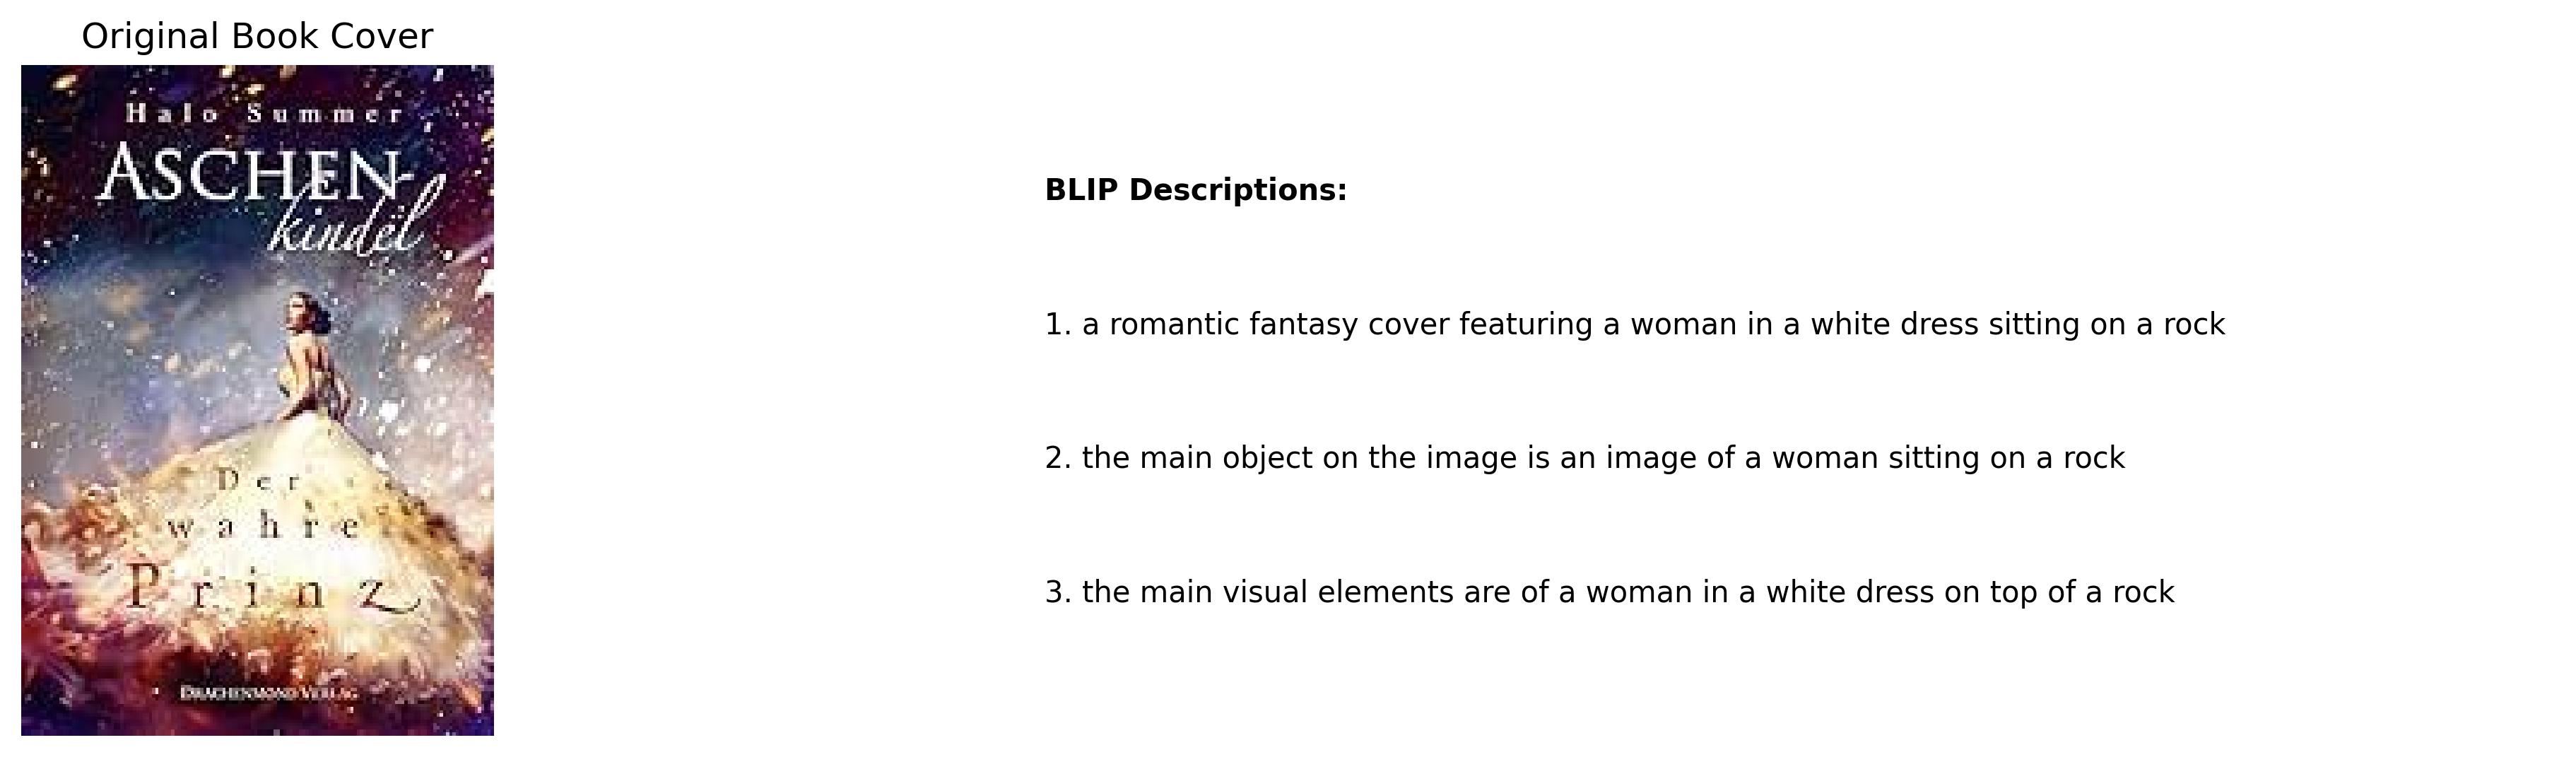 Original Book Cover
Halo Summer
ASCHEN-
kindel
Der
wahre
Prinz
DRACHENMOND VERLAG
BLIP Descriptions:
1. a romantic fantasy cover featuring a woman in a white dress sitting on a rock
2. the main object on the image is an image of a woman sitting on a rock
3. the main visual elements are of a woman in a white dress on top of a rock